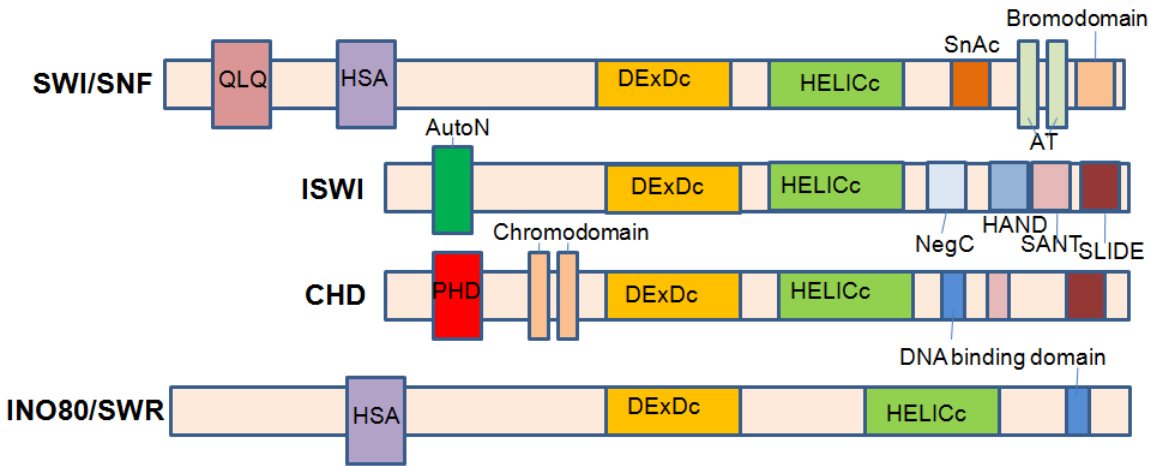 Bromodomain
SnAc
SWI/SNF
QLQ
HSA
DExDc
HELICc
AT
AutoN
ISWI
DExDc
HELICc
HAND
NegC
SANT
SLIDE
Chromodomain
CHD
PHD
DExDc
HELICc
DNA binding domain
INO80/SWR
HSA
DExDc
HELICc